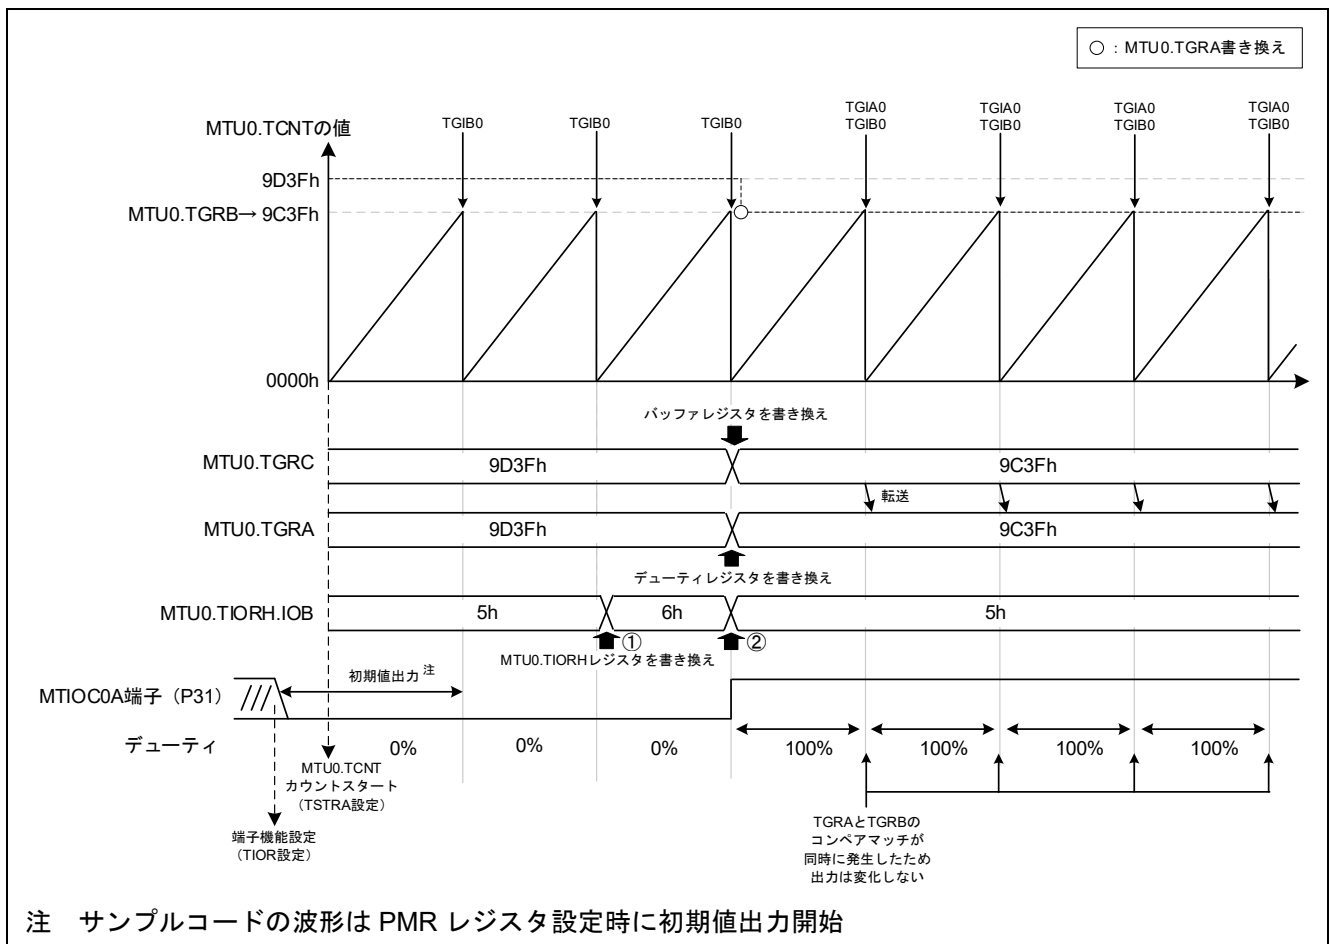 ○：MTU0.TGRA書き換え
MTU0.TCNTの値
TGIB0
TGIB0
TGIB0
TGIA0
TGIB0
TGIA0
TGIB0
TGIA0
TGIB0
TGIA0
TGIB0
9D3Fh
MTU0.TGRB→ 9C3Fh
0000h
バッファレジスタを書き換え
MTU0.TGRC
9D3Fh
9C3Fh
転送
MTU0.TGRA
9D3Fh
9C3Fh
デューティレジスタを書き換え
MTU0.TIORH.IOB
5h
6h
5h
①
②
MTU0.TIORHレジスタを書き換え
初期値出力 注
MTIOC0A端子（P31）
デューティ
0%
0%
0%
100%
100%
100%
100%
MTU0.TCNT
カウントスタート
（TSTRA設定）
端子機能設定
（TIOR設定）
TGRAとTGRBの
コンペアマッチが
同時に発生したため
出力は変化しない
注　サンプルコードの波形は PMR レジスタ設定時に初期値出力開始